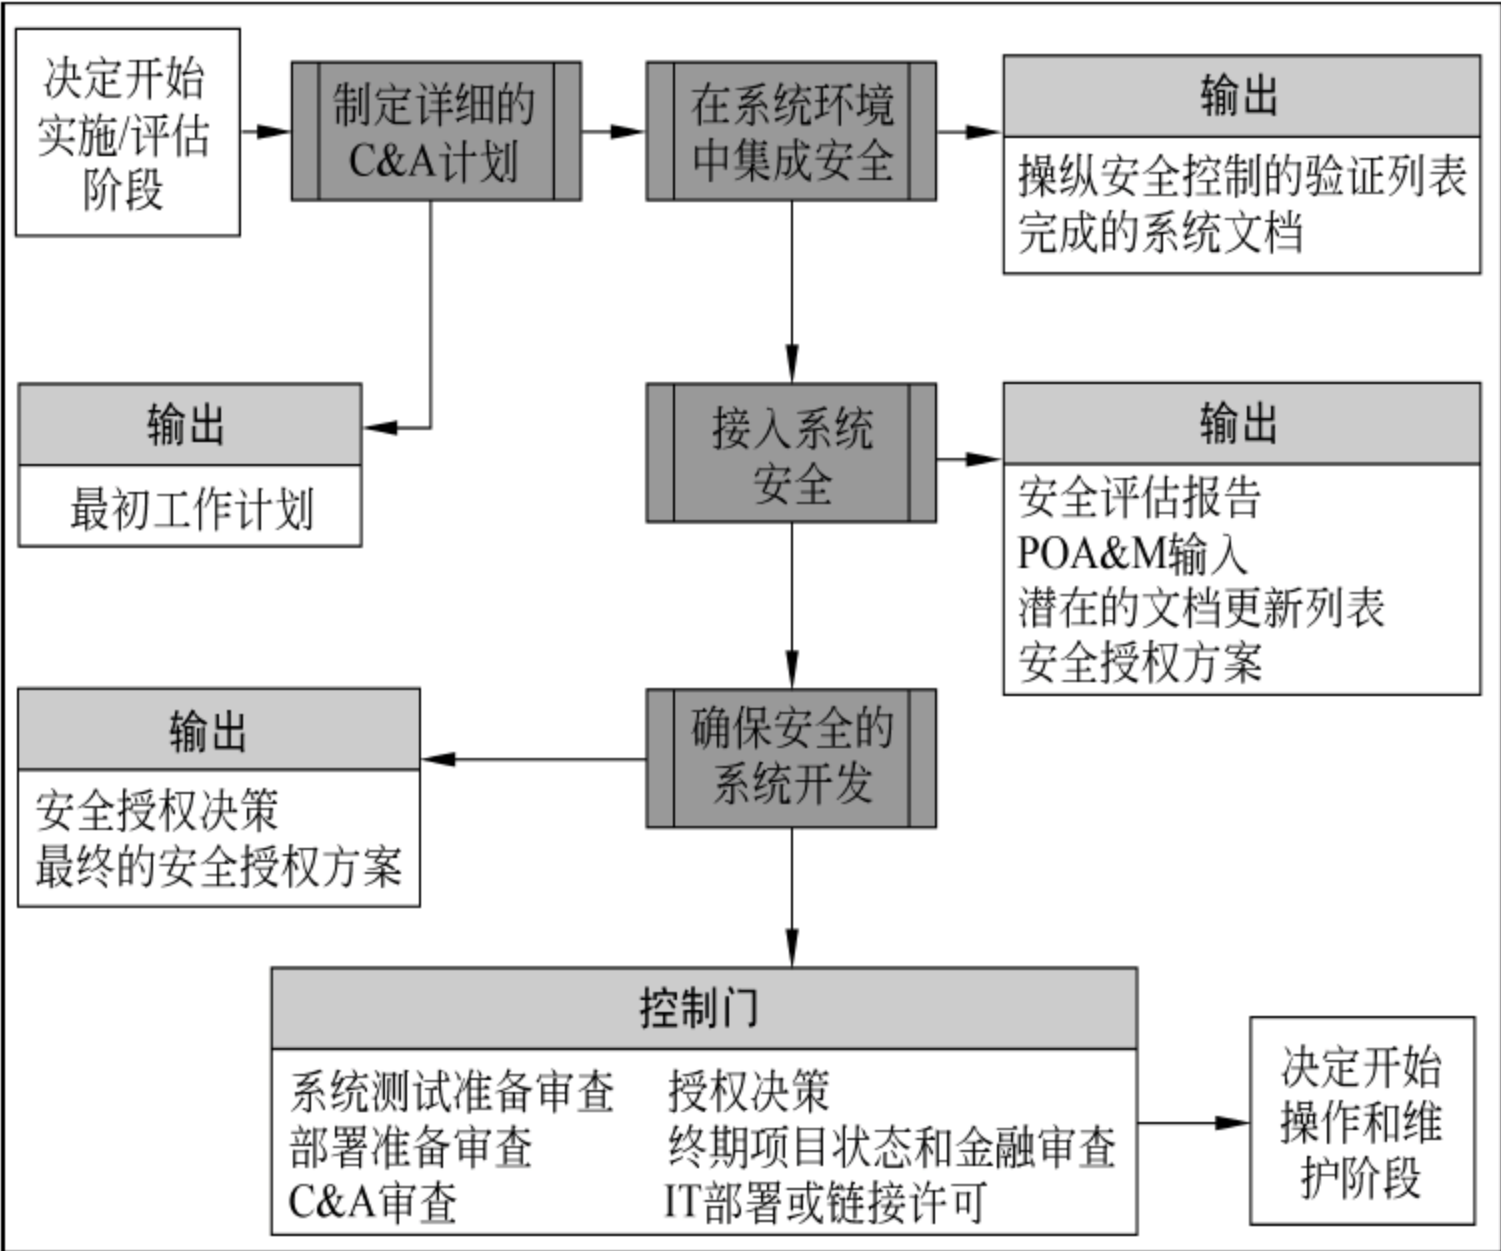 决定开始
实施/评估
阶段
制定详细的
C&A计划
在系统环境
中集成安全
输出
操纵安全控制的验证列表
完成的系统文档
输出
最初工作计划
接入系统
安全
输出
安全评估报告
POA&M输入
潜在的文档更新列表
安全授权方案
输出
安全授权决策
最终的安全授权方案
确保安全的
系统开发
控制门
系统测试准备审查
部署准备审查
C&A审查
授权决策
终期项目状态和金融审查
IT部署或链接许可
决定开始
操作和维
护阶段